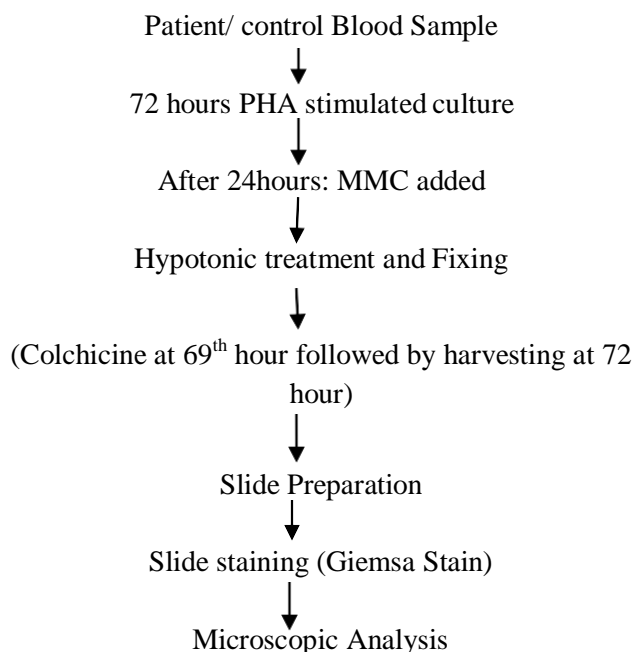 Patient/ control Blood Sample
72 hours PHA stimulated culture
After 24hours: MMC added
Hypotonic treatment and Fixing
(Colchicine at 69th hour followed by harvesting at 72
hour)
Slide Preparation
Slide staining (Giemsa Stain)
Microscopic Analysis